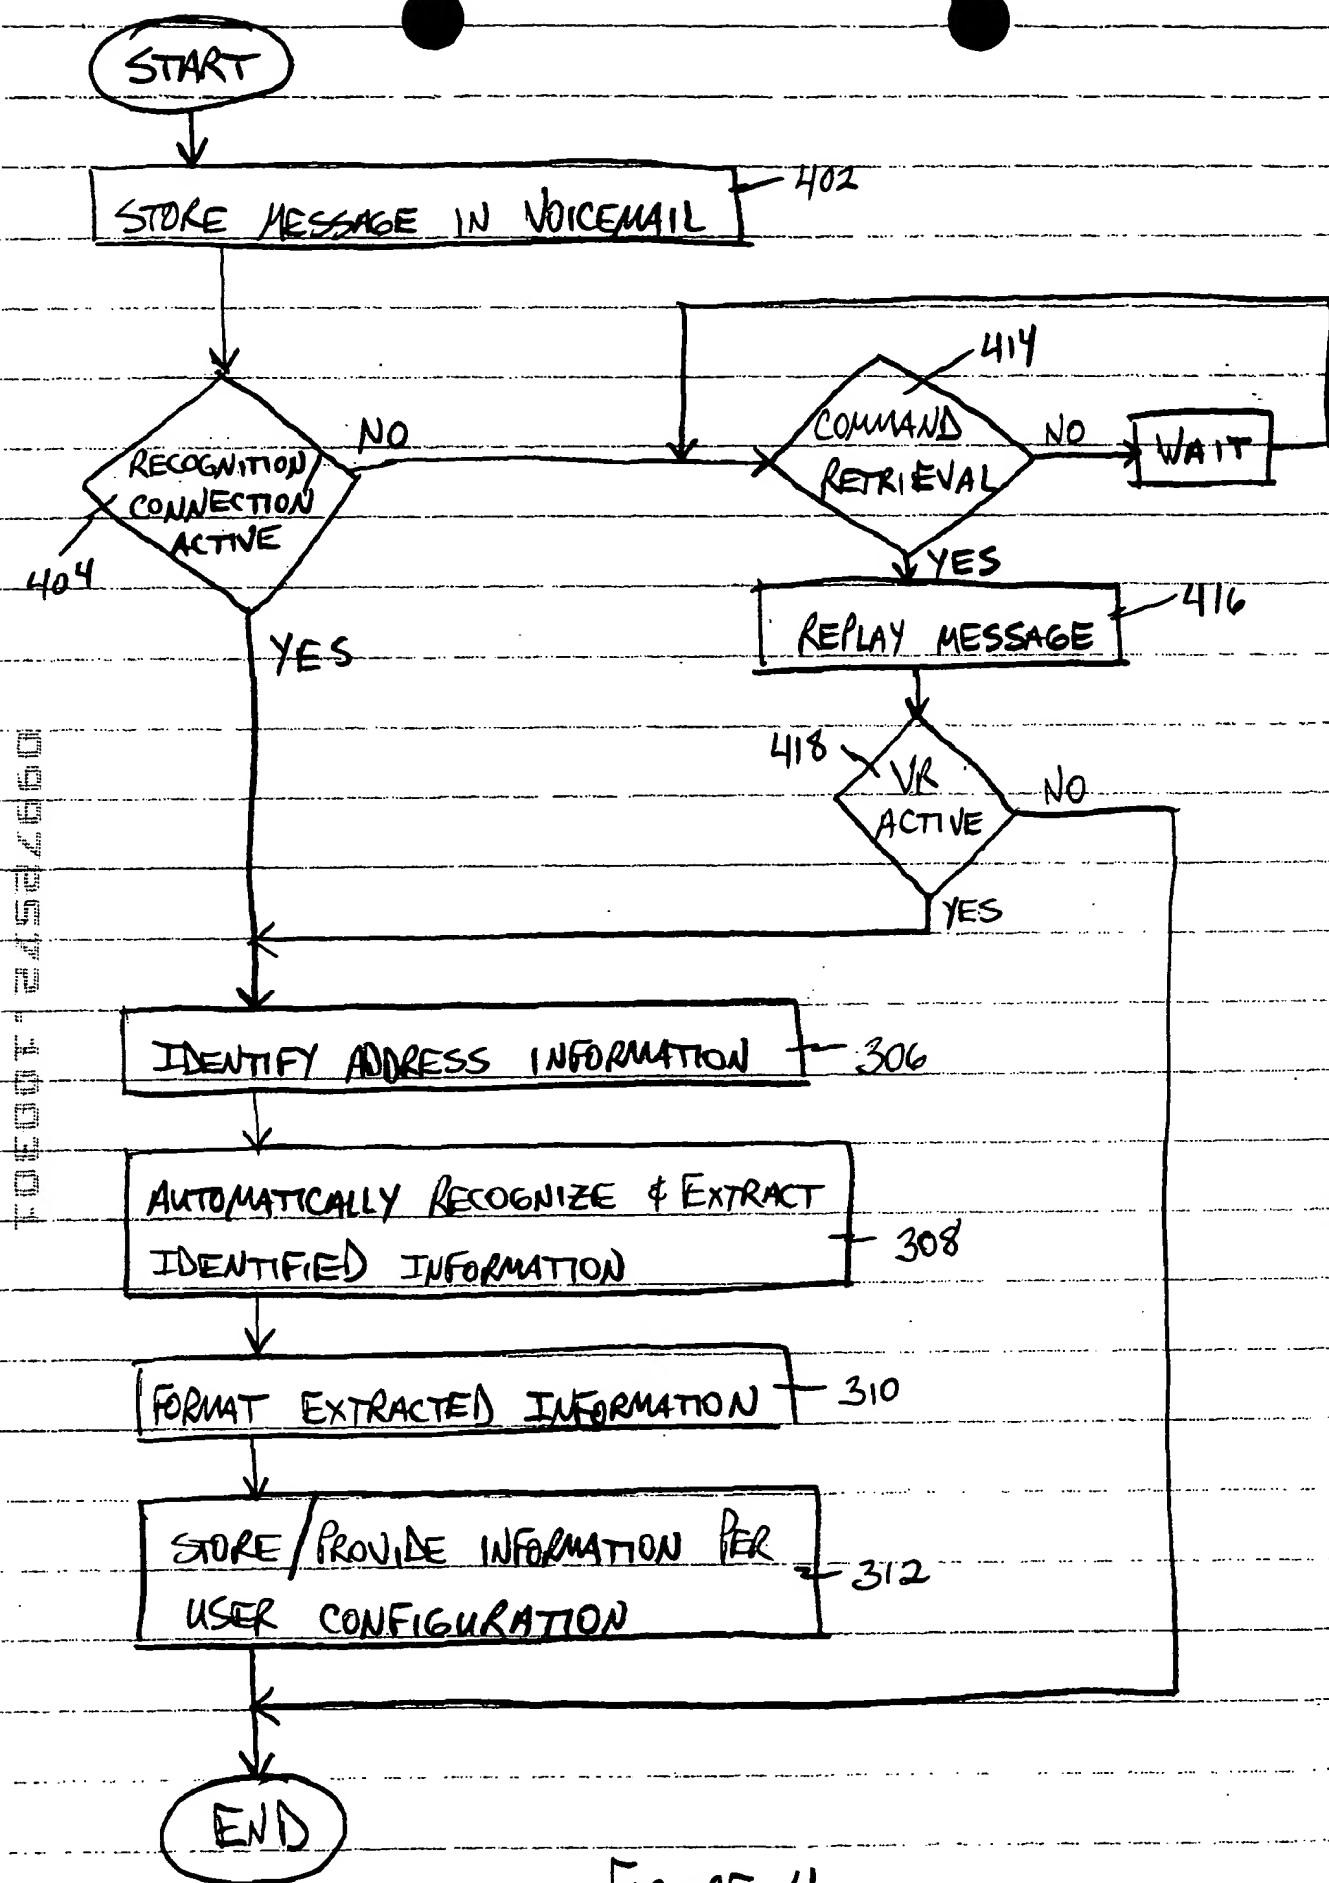 START
STORE MESSAGE IN VOICEMAIL
402
RECOGNITION
CONNECTION
ACTIVE
404
NO
YES
COMMAND
RETRIEVAL
414
NO
WAIT
YES
REPLAY MESSAGE
416
VR
ACTIVE
418
NO
YES
IDENTIFY ADDRESS INFORMATION
306
AUTOMATICALLY RECOGNIZE & EXTRACT
IDENTIFIED INFORMATION
308
FORMAT EXTRACTED INFORMATION
310
STORE/PROVIDE INFORMATION PER
USER CONFIGURATION
312
END